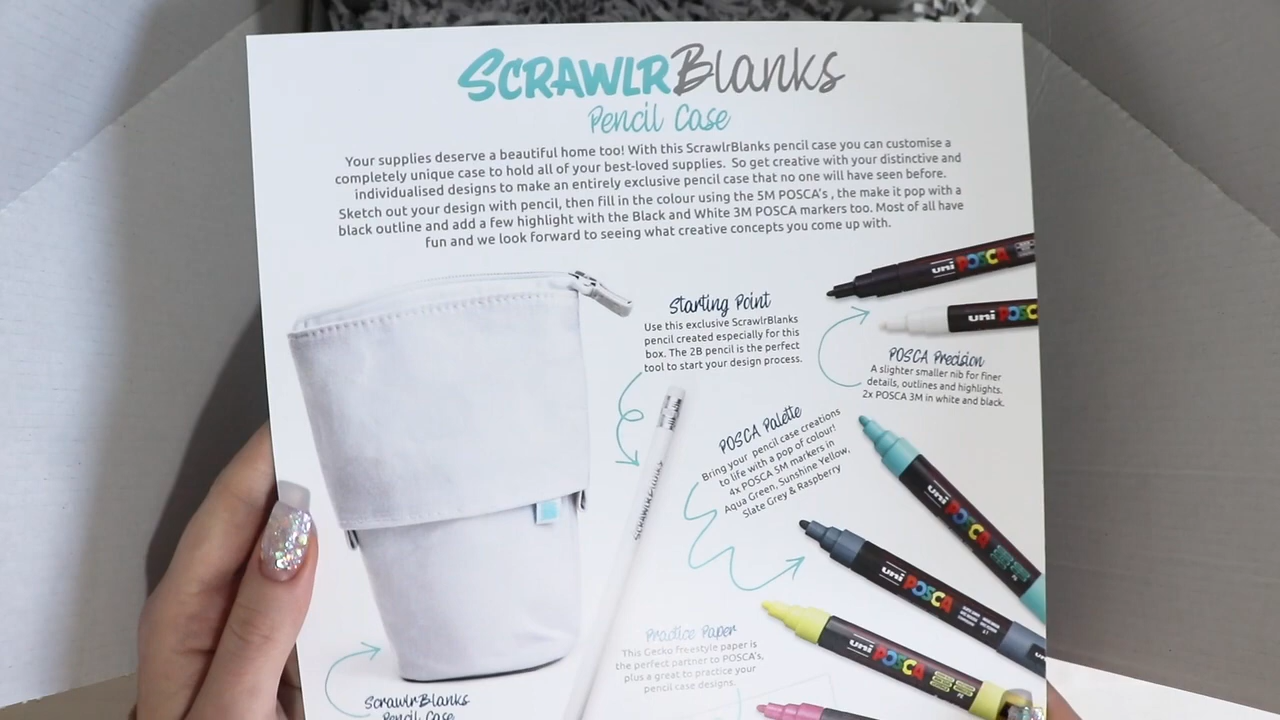 SCRAWLRBlanks
Pencil Case
Your supplies deserve a beautiful home too! With this ScrawlrBlanks pencil case you can customise a
completely unique case to hold all of your best-loved supplies. So get creative with your distinctive and
individualised designs to make an entirely exclusive pencil case that no one will have seen before.
Sketch out your design with pencil, then fill in the colour using the 5M POSCA's , the make it pop with a
black outline and add a few highlight with the Black and White 3M POSCA markers too. Most of all have
fun and we look forward to seeing what creative concepts you come up with.
Starting Point
Use this exclusive ScrawlrBlanks
pencil created especially for this
box. The 2B pencil is the perfect
tool to start your design process.
uni POSCA
uni POSCA
POSCA Precision
A slighter smaller nib for finer
details, outlines and highlights.
2x POSCA 3M in white and black.
POSCA Palette
Bring your pencil case creations
to life with a pop of colour!
4x POSCA 5M markers in
Aqua Green, Sunshine Yellow,
Slate Grey & Raspberry
SCRAWLRBLANKS
uni POSCA
uni POSCA
uni POSCA
Practice Paper
This Gecko freestyle paper is
the perfect partner to POSCA's,
plus a great to practice your
pencil case designs.
ScrawlrBlanks
Pencil Case